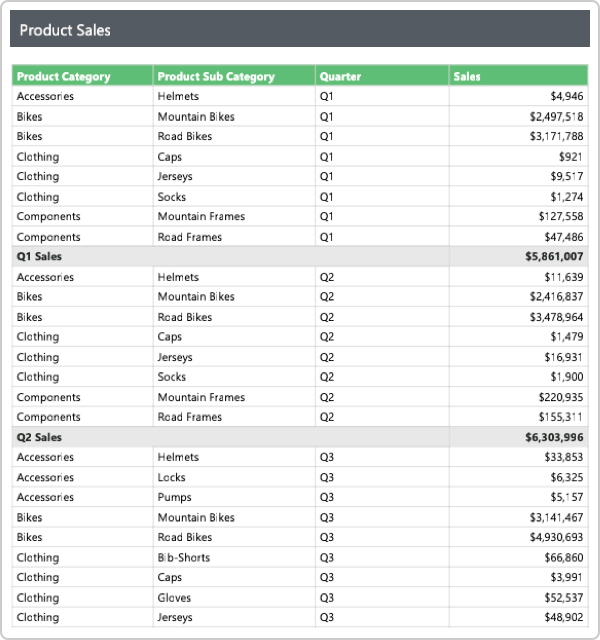 Product Sales
Product Category Product Sub Category Quarter Sales
Accessories Helmets Q1 $4,946
Bikes Mountain Bikes Q1 $2,497,518
Bikes Road Bikes Q1 $3,171,788
Clothing Caps Q1 $921
Clothing Jerseys Q1 $9,517
Clothing Socks Q1 $1,274
Components Mountain Frames Q1 $127,558
Components Road Frames Q1 $47,486
Q1 Sales $5,861,007
Accessories Helmets Q2 $11,639
Bikes Mountain Bikes Q2 $2,416,837
Bikes Road Bikes Q2 $3,478,964
Clothing Caps Q2 $1,479
Clothing Jerseys Q2 $16,931
Clothing Socks Q2 $1,900
Components Mountain Frames Q2 $220,935
Components Road Frames Q2 $155,311
Q2 Sales $6,303,996
Accessories Helmets Q3 $33,853
Accessories Locks Q3 $6,325
Accessories Pumps Q3 $5,157
Bikes Mountain Bikes Q3 $3,141,467
Bikes Road Bikes Q3 $4,930,693
Clothing Bib-Shorts Q3 $66,860
Clothing Caps Q3 $3,991
Clothing Gloves Q3 $52,537
Clothing Jerseys Q3 $48,902